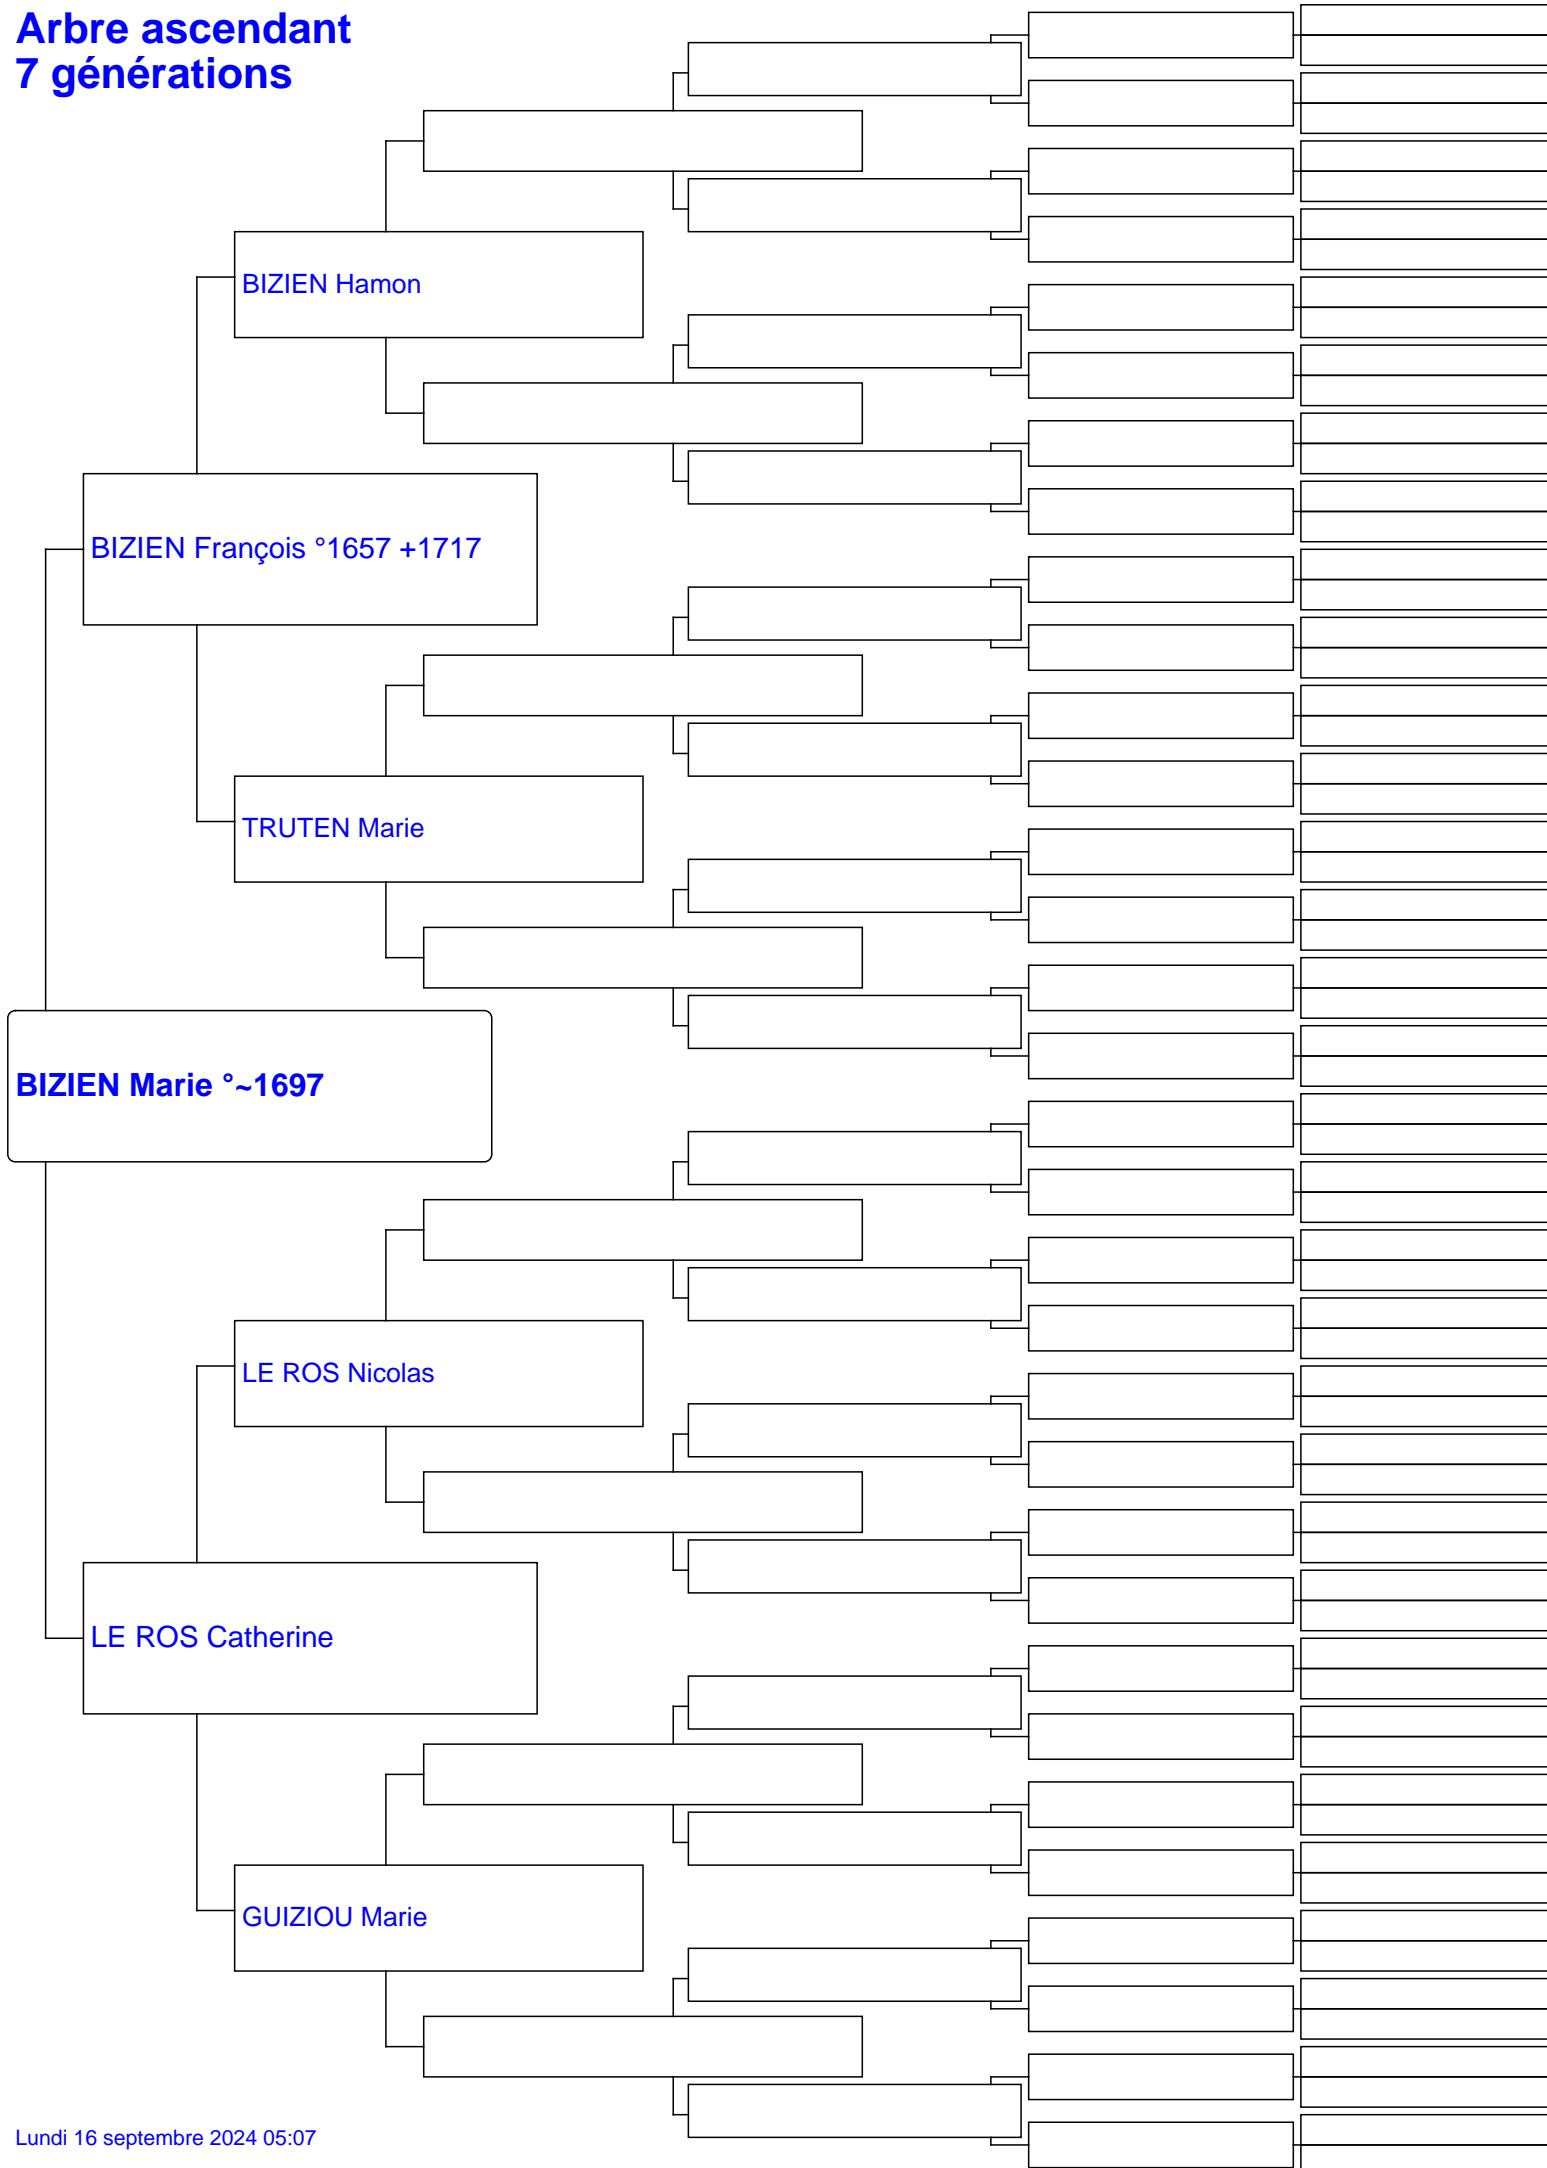 Arbre ascendant
7 générations
BIZIEN Hamon
BIZIEN François °1657 +1717
TRUTEN Marie
BIZIEN Marie °~1697
LE ROS Nicolas
LE ROS Catherine
GUIZIOU Marie
Lundi 16 septembre 2024 05:07